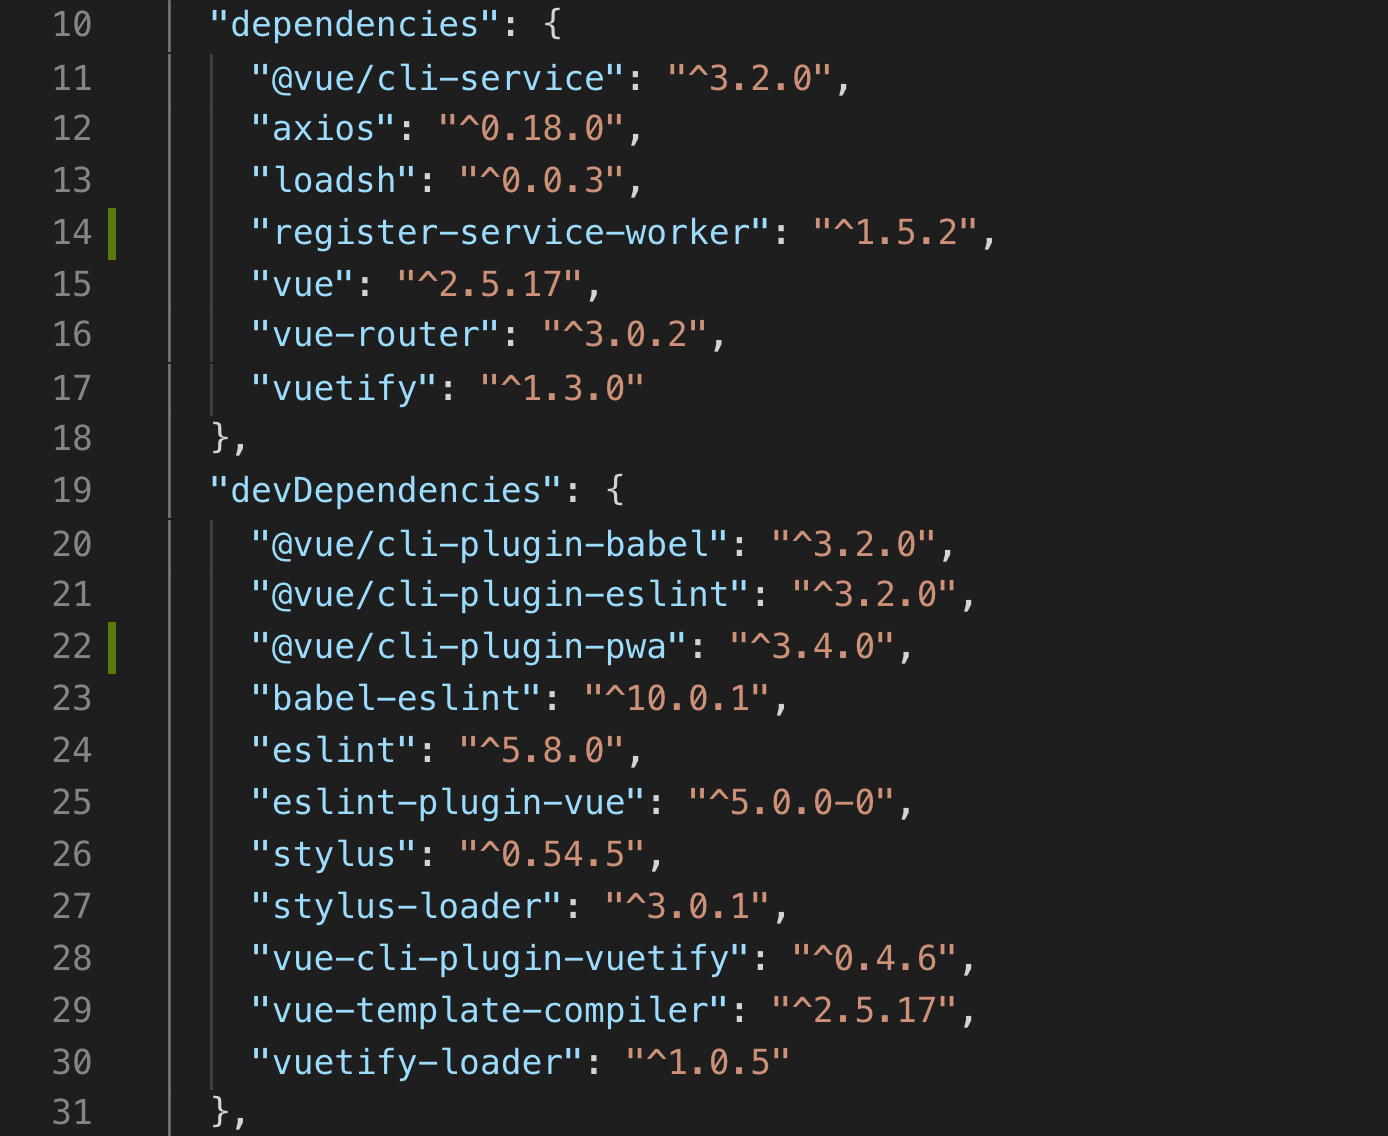 10 "dependencies": {
11 "@vue/cli-service": "^3.2.0",
12 "axios": "^0.18.0",
13 "loadsh": "^0.0.3",
14 "register-service-worker": "^1.5.2",
15 "vue": "^2.5.17",
16 "vue-router": "^3.0.2",
17 "vuetify": "^1.3.0"
18 },
19 "devDependencies": {
20 "@vue/cli-plugin-babel": "^3.2.0",
21 "@vue/cli-plugin-eslint": "^3.2.0",
22 "@vue/cli-plugin-pwa": "^3.4.0",
23 "babel-eslint": "^10.0.1",
24 "eslint": "^5.8.0",
25 "eslint-plugin-vue": "^5.0.0-0",
26 "stylus": "^0.54.5",
27 "stylus-loader": "^3.0.1",
28 "vue-cli-plugin-vuetify": "^0.4.6",
29 "vue-template-compiler": "^2.5.17",
30 "vuetify-loader": "^1.0.5"
31 },